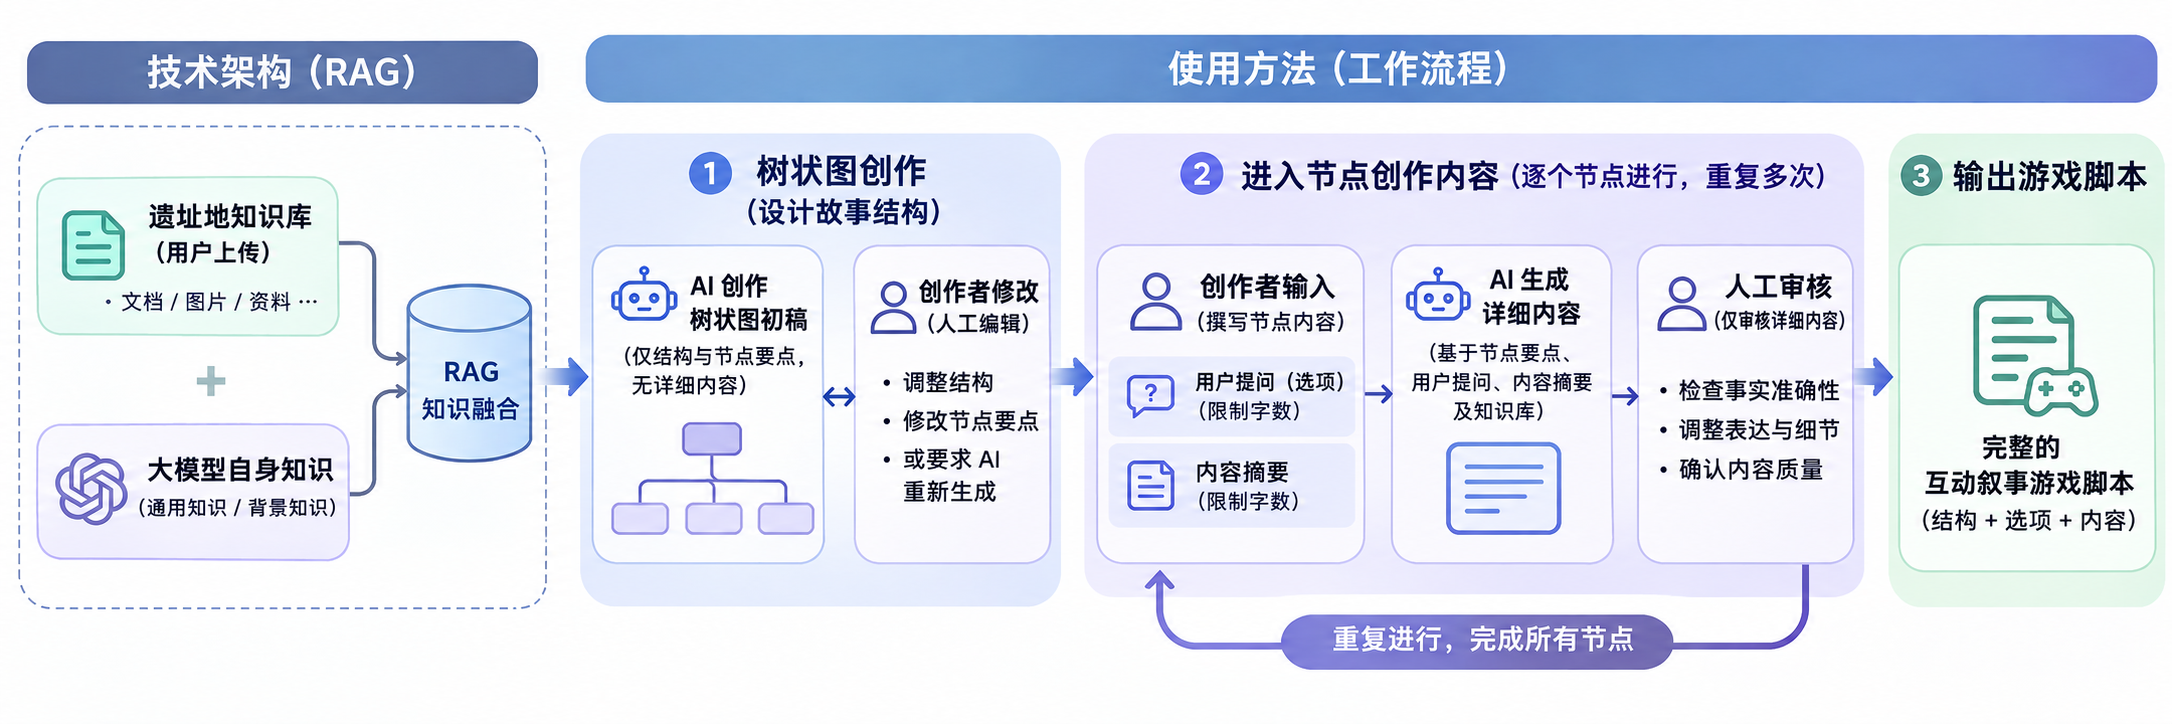 技术架构（RAG）
使用方法（工作流程）
遗址地知识库
（用户上传）
• 文档 / 图片 / 资料 ···
+
大模型自身知识
（通用知识 / 背景知识）
RAG
知识融合
1 树状图创作
（设计故事结构）
AI 创作
树状图初稿
（仅结构与节点要点，
无详细内容）
创作者修改
（人工编辑）
• 调整结构
• 修改节点要点
• 或要求 AI
重新生成
2 进入节点创作内容（逐个节点进行，重复多次）
创作者输入
（撰写节点内容）
?
用户提问（选项）
（限制字数）
内容摘要
（限制字数）
AI 生成
详细内容
（基于节点要点、
用户提问、内容摘要
及知识库）
人工审核
（仅审核详细内容）
• 检查事实准确性
• 调整表达与细节
• 确认内容质量
重复进行，完成所有节点
3 输出游戏脚本
完整的
互动叙事游戏脚本
（结构 + 选项 + 内容）